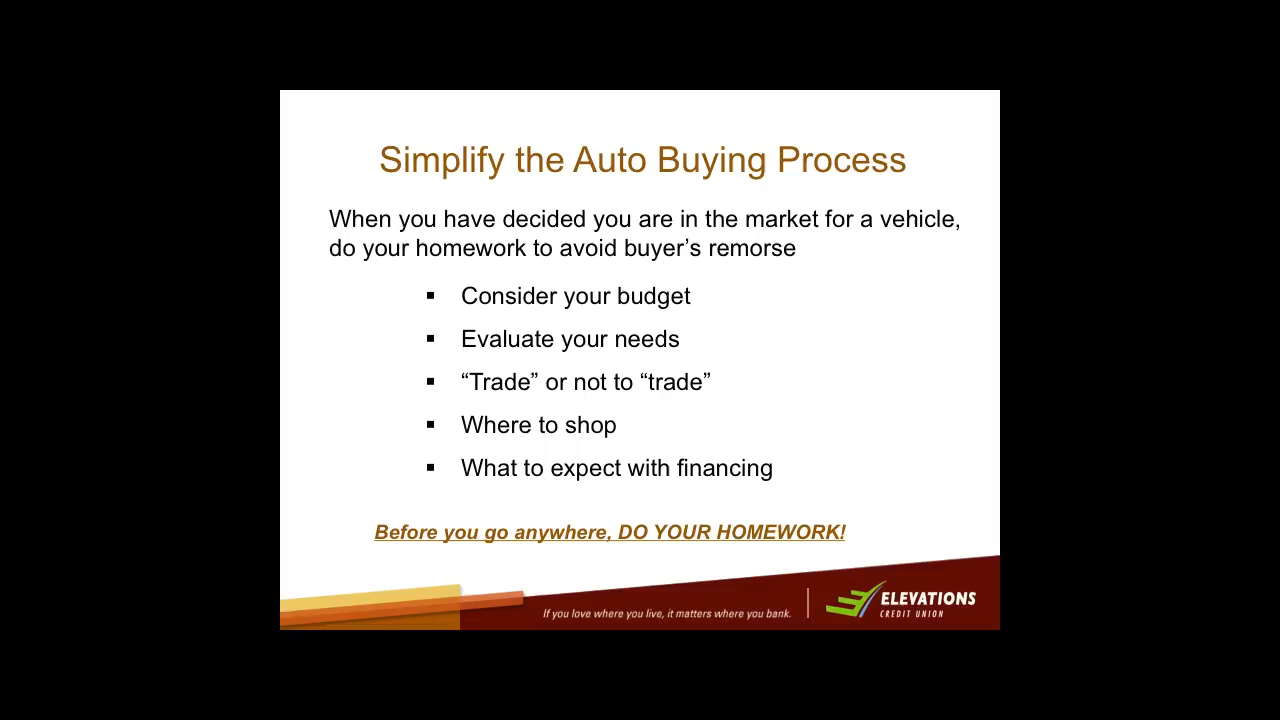 Simplify the Auto Buying Process
When you have decided you are in the market for a vehicle,
do your homework to avoid buyer’s remorse
▪ Consider your budget
▪ Evaluate your needs
▪ “Trade” or not to “trade”
▪ Where to shop
▪ What to expect with financing
Before you go anywhere, DO YOUR HOMEWORK!
If you love where you live, it matters where you bank.
ELEVATIONS
CREDIT UNION